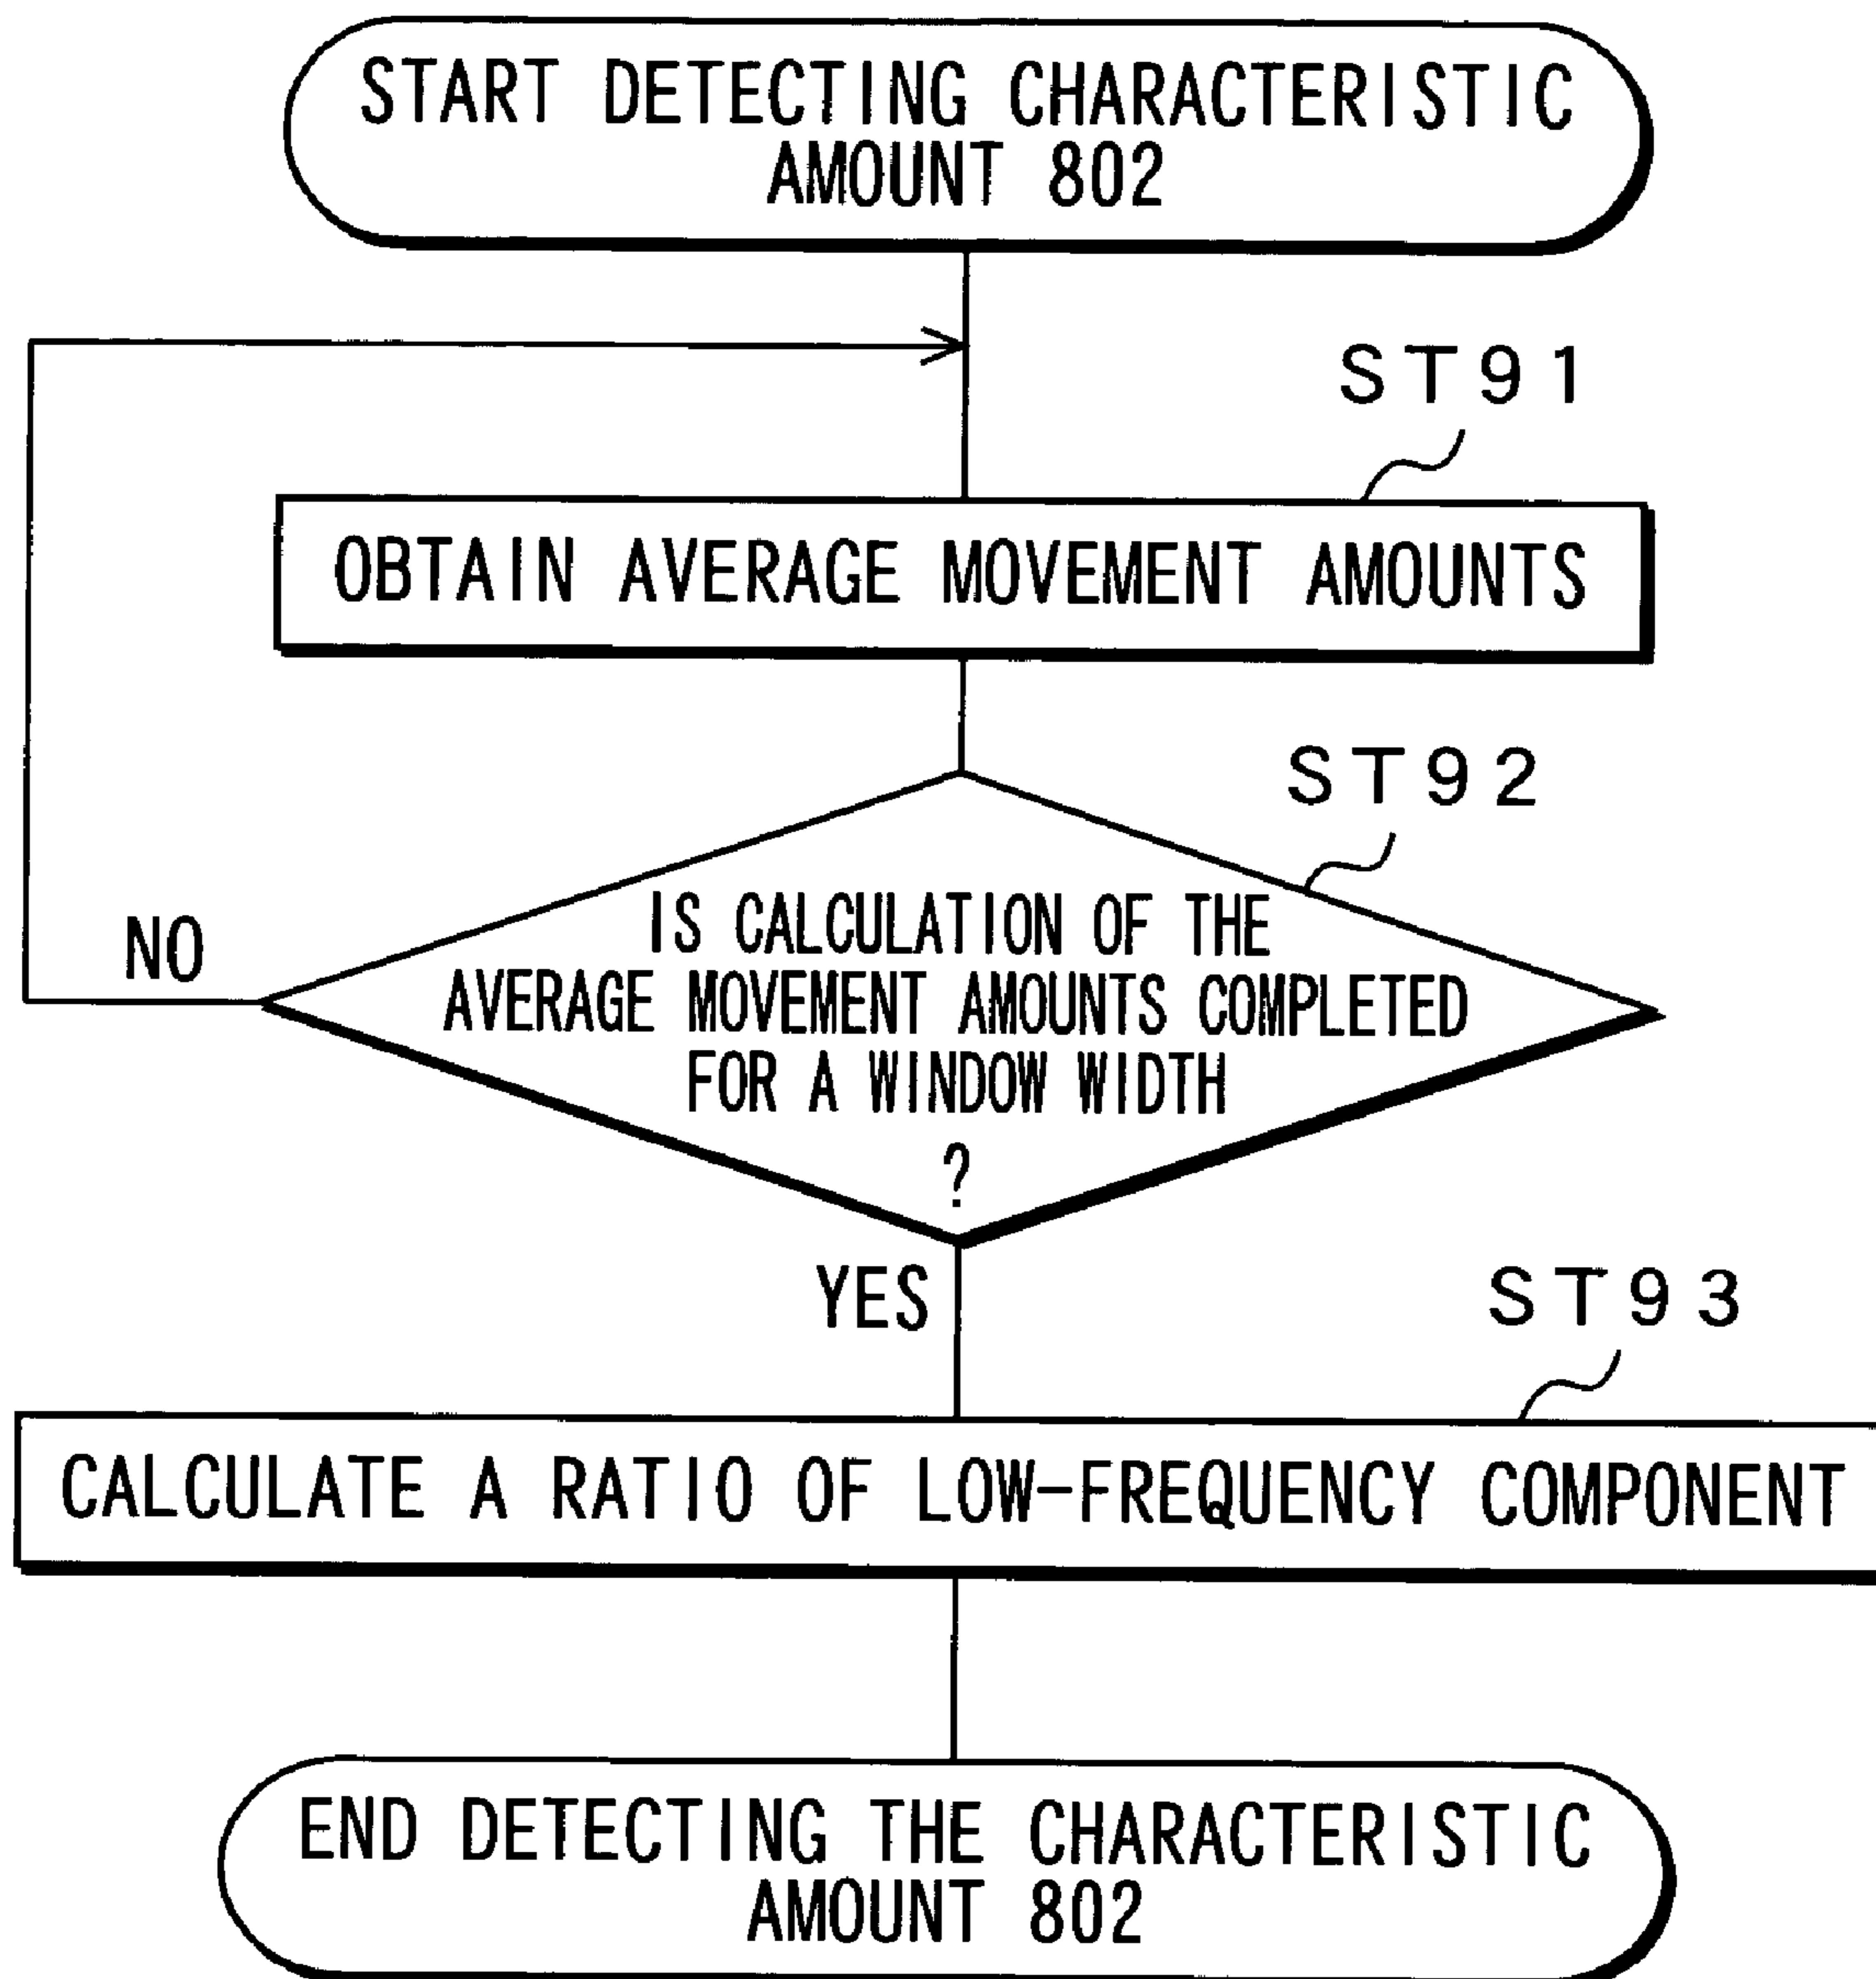 START DETECTING CHARACTERISTIC
AMOUNT 802
ST91
OBTAIN AVERAGE MOVEMENT AMOUNTS
ST92
IS CALCULATION OF THE
AVERAGE MOVEMENT AMOUNTS COMPLETED
FOR A WINDOW WIDTH
?
NO
YES
ST93
CALCULATE A RATIO OF LOW-FREQUENCY COMPONENT
END DETECTING THE CHARACTERISTIC
AMOUNT 802